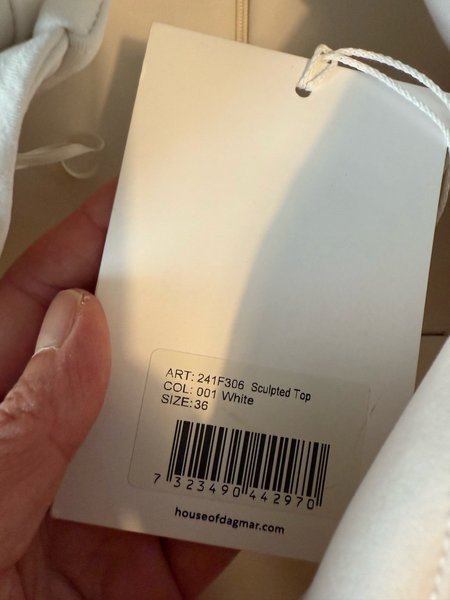 ART: 241F306 Sculpted Top
COL: 001 White
SIZE: 36
7 323490 442970
houseofdagmar.com